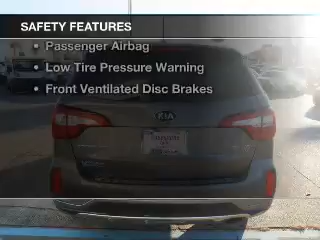 SAFETY FEATURES
• Passenger Airbag
• Low Tire Pressure Warning
• Front Ventilated Disc Brakes
KIA